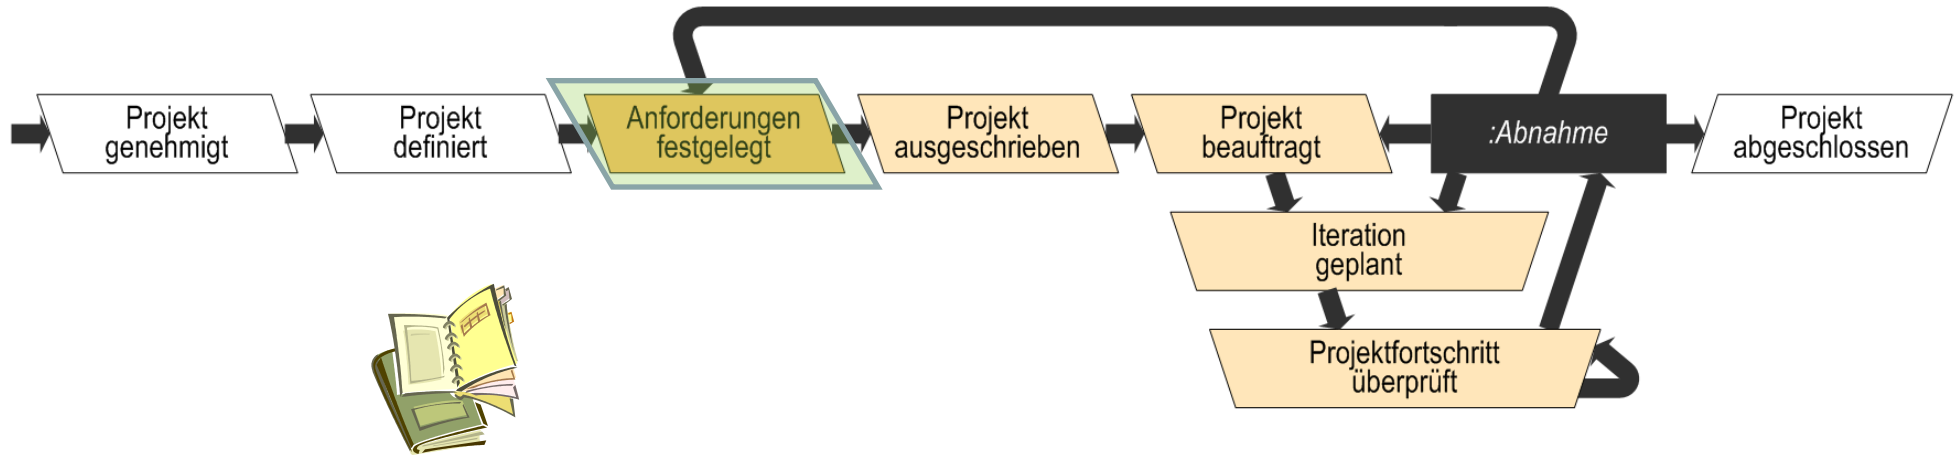 Projekt
genehmigt
Projekt
definiert
Anforderungen
festgelegt
Projekt
ausgeschrieben
Projekt
beauftragt
:Abnahme
Projekt
abgeschlossen
Iteration
geplant
Projektfortschritt
überprüft